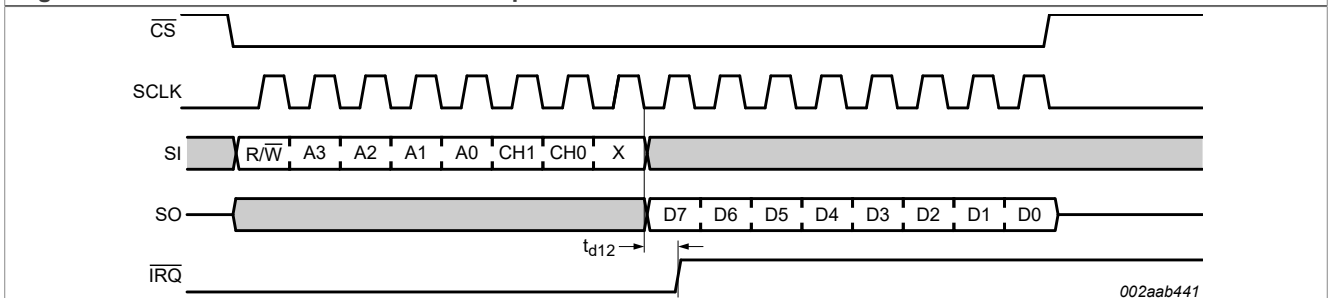 CS
SCLK
SI R/W A3 A2 A1 A0 CH1 CH0 X
SO D7 D6 D5 D4 D3 D2 D1 D0
td12
IRQ
002aab441